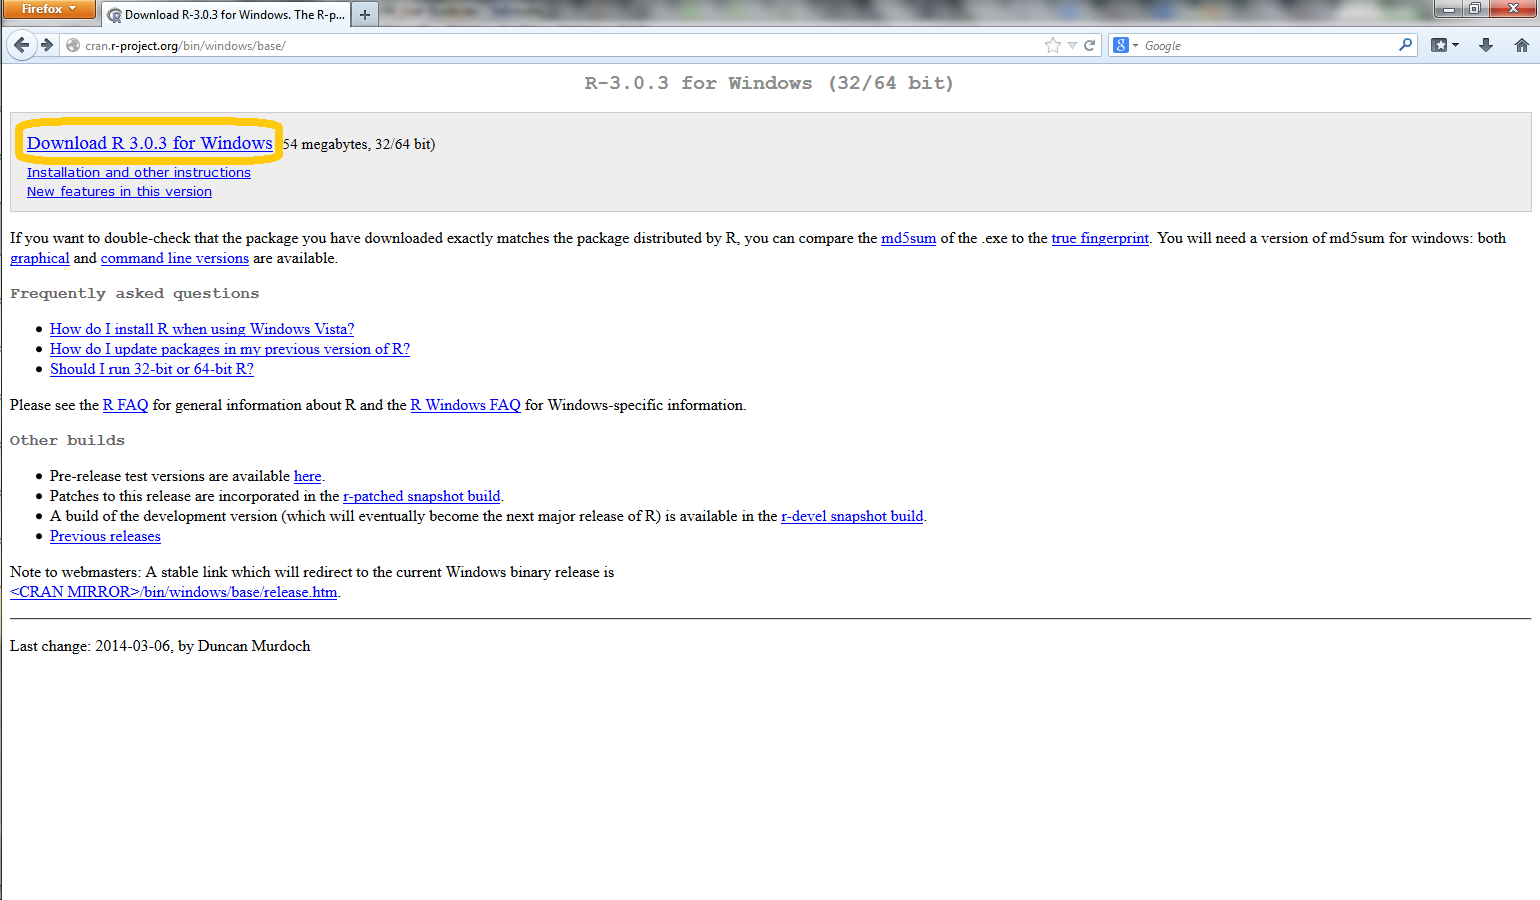 Firefox
Download R-3.0.3 for Windows. The R-p...
cran.r-project.org/bin/windows/base/
Google
R-3.0.3 for Windows (32/64 bit)
Download R 3.0.3 for Windows 54 megabytes, 32/64 bit)
Installation and other instructions
New features in this version
If you want to double-check that the package you have downloaded exactly matches the package distributed by R, you can compare the md5sum of the .exe to the true fingerprint. You will need a version of md5sum for windows: both
graphical and command line versions are available.
Frequently asked questions
• How do I install R when using Windows Vista?
• How do I update packages in my previous version of R?
• Should I run 32-bit or 64-bit R?
Please see the R FAQ for general information about R and the R Windows FAQ for Windows-specific information.
Other builds
• Pre-release test versions are available here.
• Patches to this release are incorporated in the r-patched snapshot build.
• A build of the development version (which will eventually become the next major release of R) is available in the r-devel snapshot build.
• Previous releases
Note to webmasters: A stable link which will redirect to the current Windows binary release is
<CRAN MIRROR>/bin/windows/base/release.htm.
Last change: 2014-03-06, by Duncan Murdoch